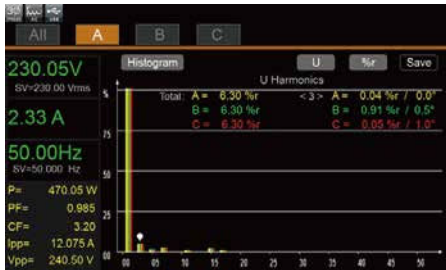 All A B C
230.05V
SV=230.00 Vrms
2.33 A
50.00Hz
SV=50.000 Hz
P= 470.05 W
PF= 0.985
CF= 3.20
Ipp= 12.075 A
Vpp= 240.50 V
Histogram U %r Save
U Harmonics
Total: A = 6.30 %r <3> A = 0.04 %r / 0.0°
B = 6.30 %r B = 0.91 %r / 0.5°
C = 6.30 %r C = 0.05 %r / 1.0°
%
75
50
25
00
00 05 10 15 20 25 30 35 40 45 50